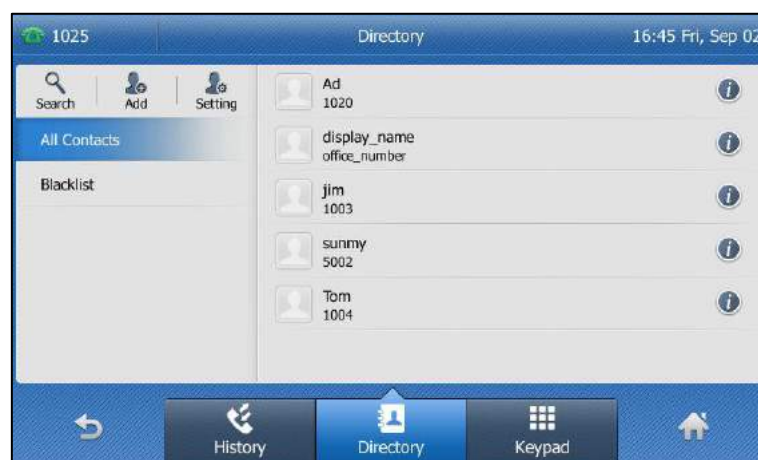 1025 Directory 16:45 Fri, Sep 02
Search Add Setting
All Contacts
Blacklist
Ad
1020
display_name
office_number
jim
1003
sunmy
5002
Tom
1004
History Directory Keypad